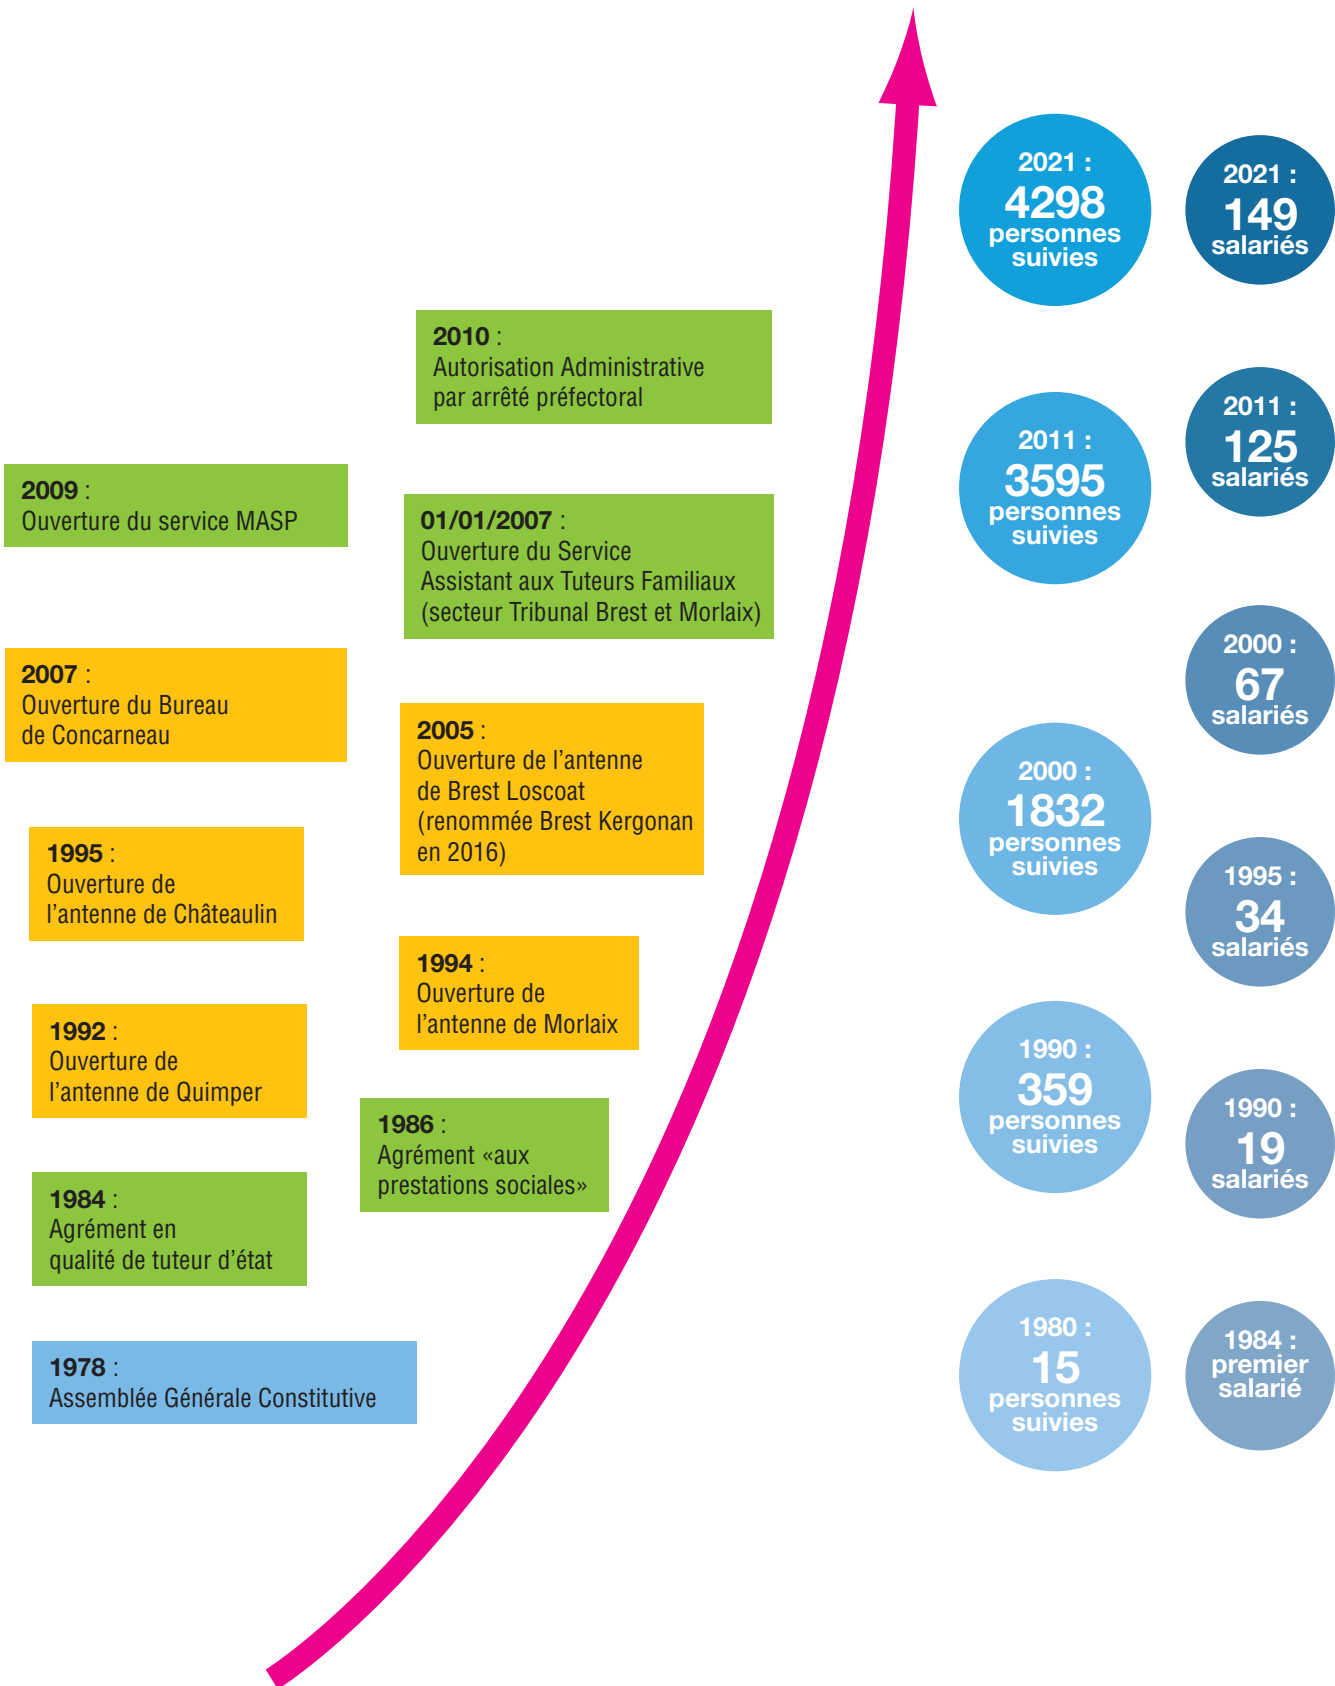 2021 :
4298
personnes
suivies
2021 :
149
salariés
2010 :
Autorisation Administrative
par arrêté préfectoral
2011 :
3595
personnes
suivies
2011 :
125
salariés
2009 :
Ouverture du service MASP
01/01/2007 :
Ouverture du Service
Assistant aux Tuteurs Familiaux
(secteur Tribunal Brest et Morlaix)
2007 :
Ouverture du Bureau
de Concarneau
2005 :
Ouverture de l’antenne
de Brest Loscoat
(renommée Brest Kergonan
en 2016)
2000 :
67
salariés
2000 :
1832
personnes
suivies
1995 :
Ouverture de
l’antenne de Châteaulin
1995 :
34
salariés
1994 :
Ouverture de
l’antenne de Morlaix
1992 :
Ouverture de
l’antenne de Quimper
1990 :
359
personnes
suivies
1990 :
19
salariés
1986 :
Agrément «aux
prestations sociales»
1984 :
Agrément en
qualité de tuteur d’état
1978 :
Assemblée Générale Constitutive
1980 :
15
personnes
suivies
1984 :
premier
salarié